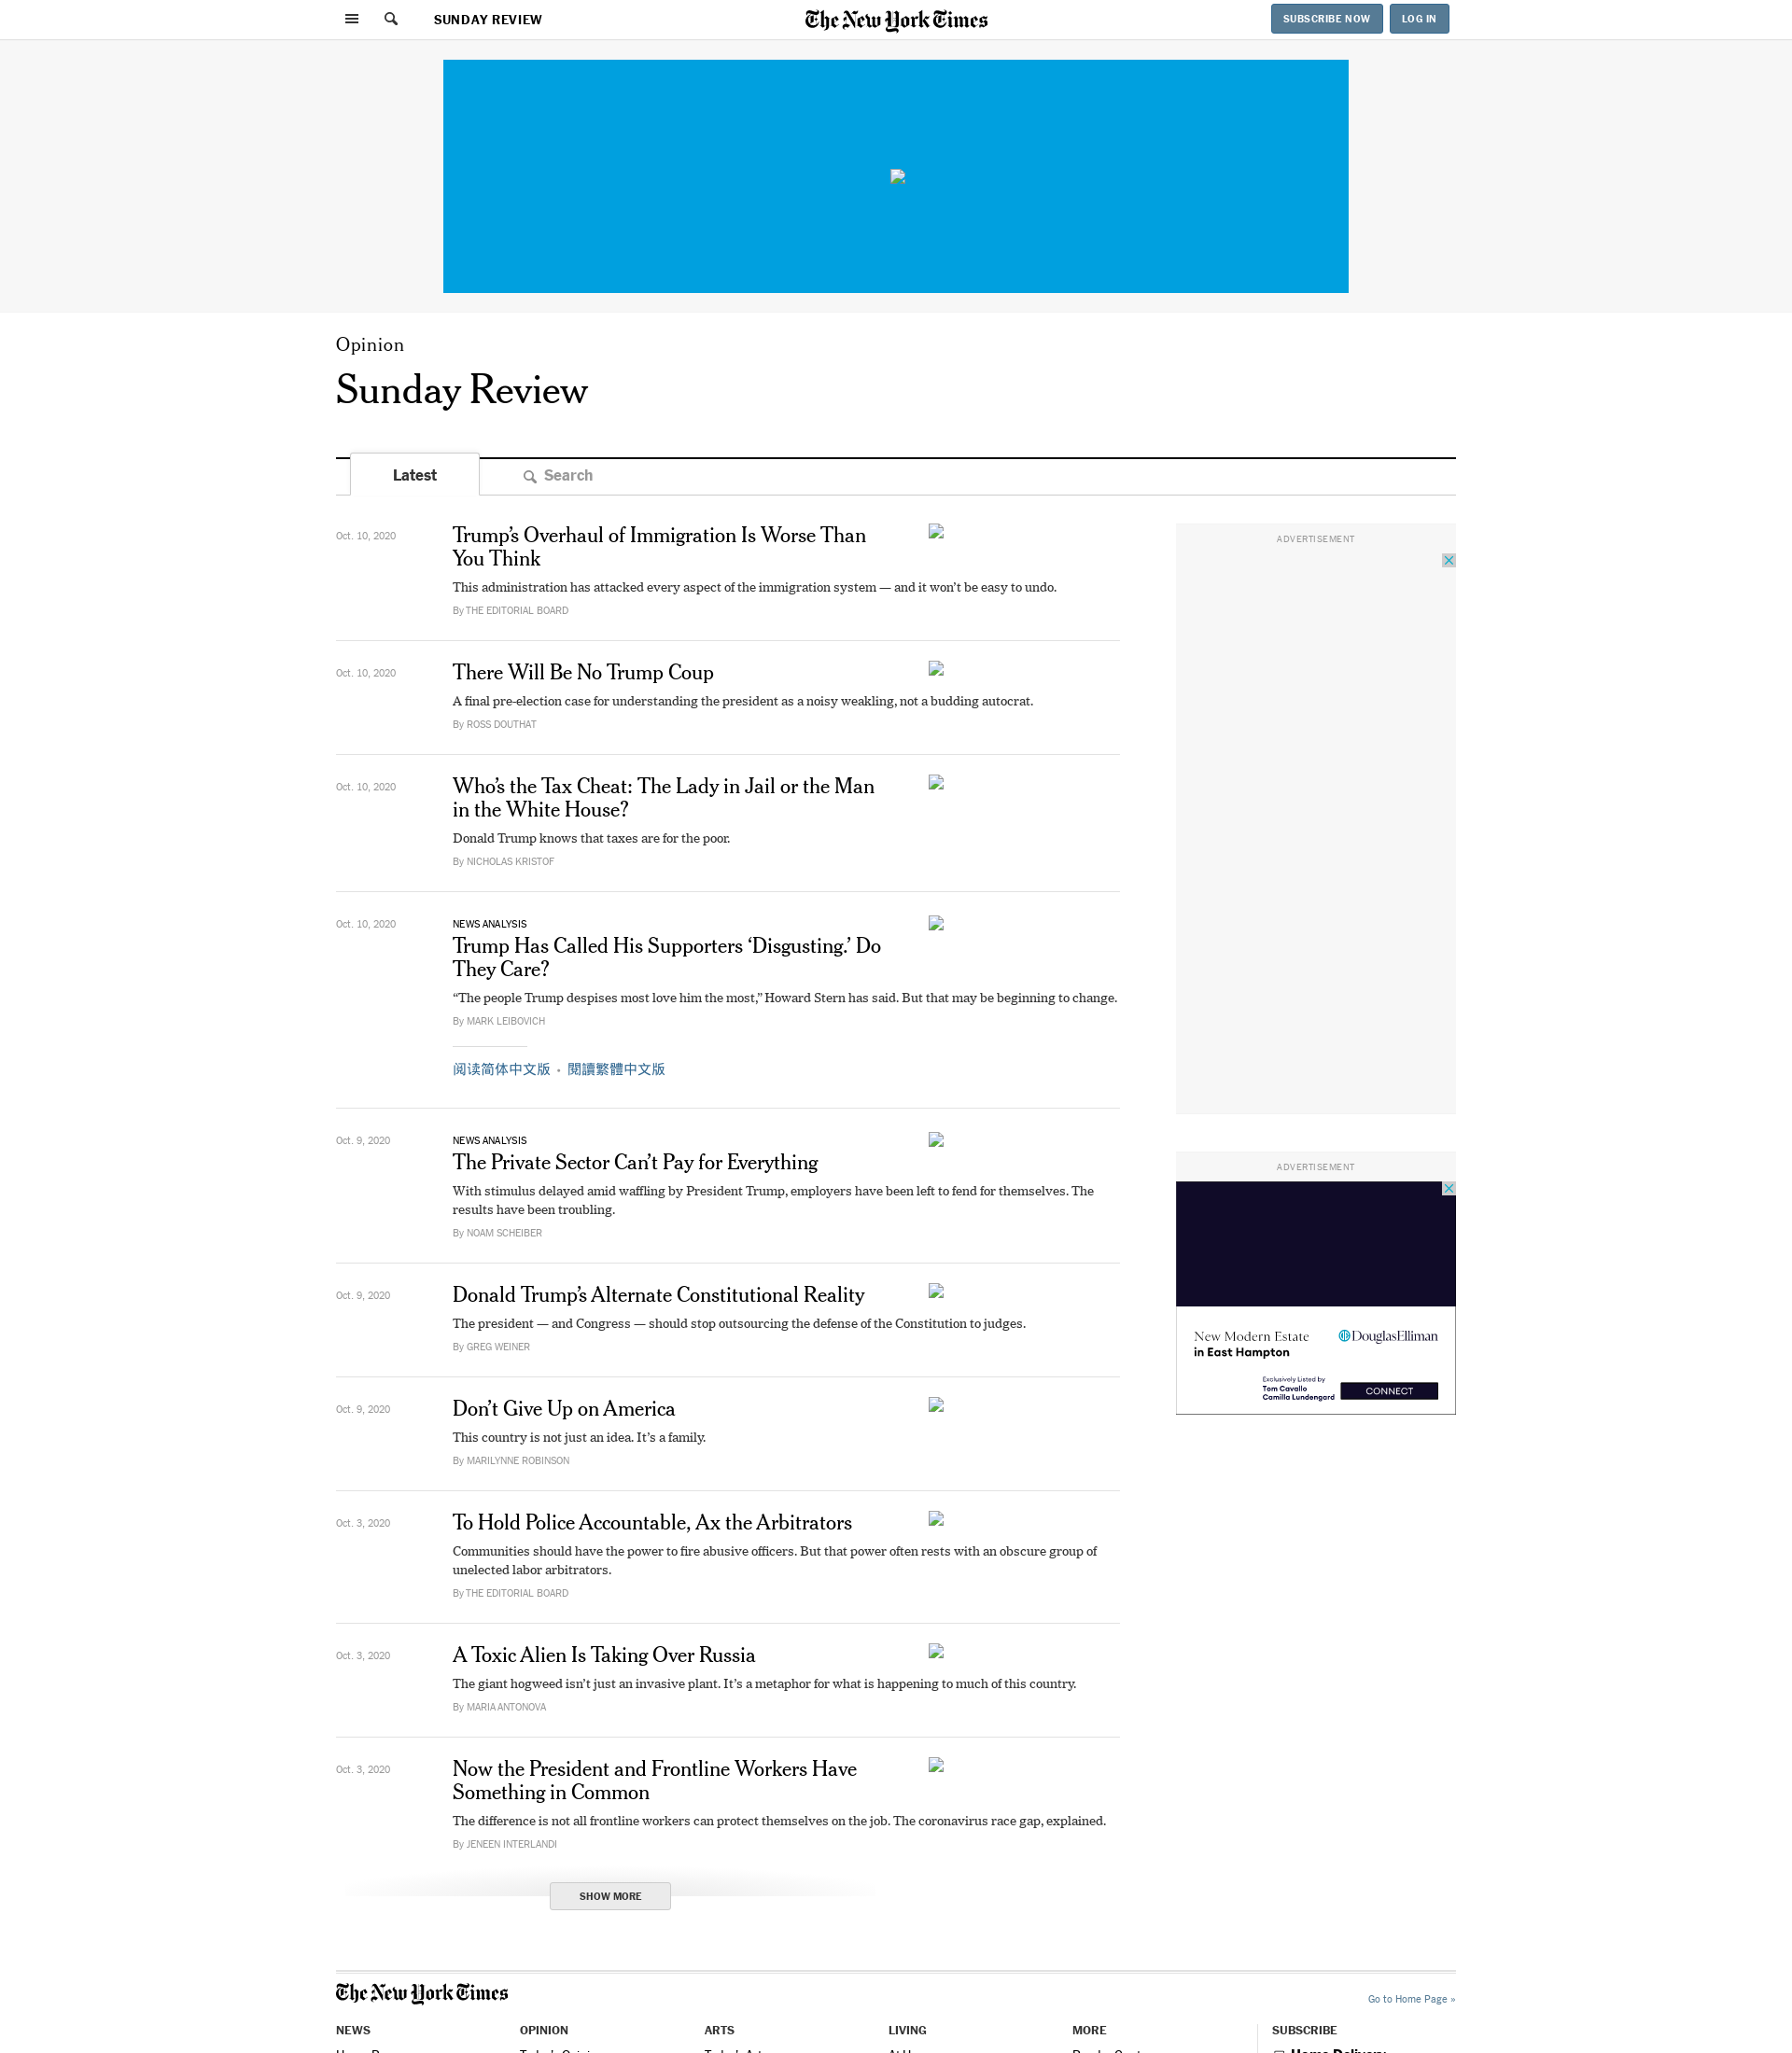 SUNDAY REVIEW
The New York Times
SUBSCRIBE NOW
LOG IN
Opinion
Sunday Review
Latest
Search
Oct. 10, 2020
Trump’s Overhaul of Immigration Is Worse Than
You Think
This administration has attacked every aspect of the immigration system — and it won’t be easy to undo.
By THE EDITORIAL BOARD
Oct. 10, 2020
There Will Be No Trump Coup
A final pre-election case for understanding the president as a noisy weakling, not a budding autocrat.
By ROSS DOUTHAT
Oct. 10, 2020
Who’s the Tax Cheat: The Lady in Jail or the Man
in the White House?
Donald Trump knows that taxes are for the poor.
By NICHOLAS KRISTOF
Oct. 10, 2020
NEWS ANALYSIS
Trump Has Called His Supporters ‘Disgusting.’ Do
They Care?
“The people Trump despises most love him the most,” Howard Stern has said. But that may be beginning to change.
By MARK LEIBOVICH
阅读简体中文版 • 閱讀繁體中文版
Oct. 9, 2020
NEWS ANALYSIS
The Private Sector Can’t Pay for Everything
With stimulus delayed amid waffling by President Trump, employers have been left to fend for themselves. The
results have been troubling.
By NOAM SCHEIBER
Oct. 9, 2020
Donald Trump’s Alternate Constitutional Reality
The president — and Congress — should stop outsourcing the defense of the Constitution to judges.
By GREG WEINER
Oct. 9, 2020
Don’t Give Up on America
This country is not just an idea. It’s a family.
By MARILYNNE ROBINSON
Oct. 3, 2020
To Hold Police Accountable, Ax the Arbitrators
Communities should have the power to fire abusive officers. But that power often rests with an obscure group of
unelected labor arbitrators.
By THE EDITORIAL BOARD
Oct. 3, 2020
A Toxic Alien Is Taking Over Russia
The giant hogweed isn’t just an invasive plant. It’s a metaphor for what is happening to much of this country.
By MARIA ANTONOVA
Oct. 3, 2020
Now the President and Frontline Workers Have
Something in Common
The difference is not all frontline workers can protect themselves on the job. The coronavirus race gap, explained.
By JENEEN INTERLANDI
SHOW MORE
ADVERTISEMENT
ADVERTISEMENT
New Modern Estate
in East Hampton
DouglasElliman
Exclusively Listed by
Tom Cavallo
Camilla Lundengard
CONNECT
The New York Times
Go to Home Page »
NEWS
OPINION
ARTS
LIVING
MORE
SUBSCRIBE